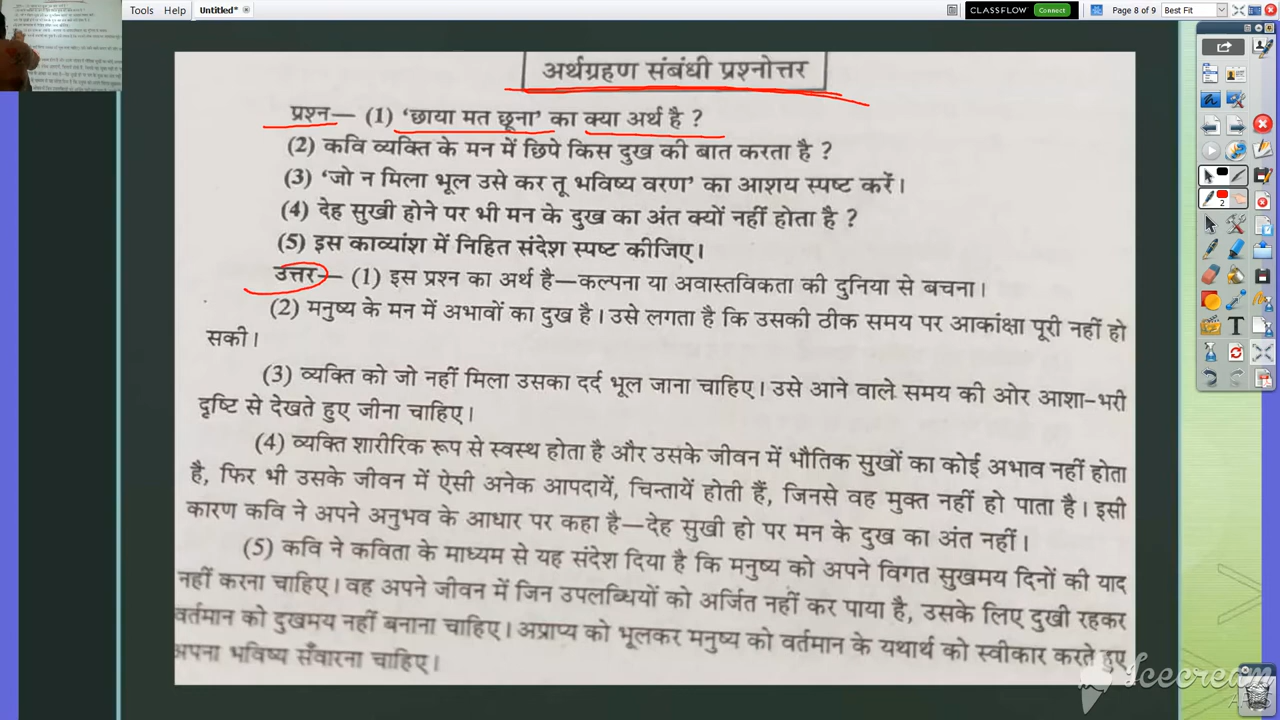 Tools Help Untitled*
CLASSFLOW Connect Page 8 of 9 Best Fit
अर्थग्रहण संबंधी प्रश्नोत्तर
प्रश्न— (1) ‘छाया मत छूना’ का क्या अर्थ है ?
(2) कवि व्यक्ति के मन में छिपे किस दुख की बात करता है ?
(3) ‘जो न मिला भूल उसे कर तू भविष्य वरण’ का आशय स्पष्ट करें।
(4) देह सुखी होने पर भी मन के दुख का अंत क्यों नहीं होता है ?
(5) इस काव्यांश में निहित संदेश स्पष्ट कीजिए।
उत्तर— (1) इस प्रश्न का अर्थ है—कल्पना या अवास्तविकता की दुनिया से बचना।
(2) मनुष्य के मन में अभावों का दुख है। उसे लगता है कि उसकी ठीक समय पर आकांक्षा पूरी नहीं हो
सकी।
(3) व्यक्ति को जो नहीं मिला उसका दर्द भूल जाना चाहिए। उसे आने वाले समय की ओर आशा-भरी
दृष्टि से देखते हुए जीना चाहिए।
(4) व्यक्ति शारीरिक रूप से स्वस्थ होता है और उसके जीवन में भौतिक सुखों का कोई अभाव नहीं होता
है, फिर भी उसके जीवन में ऐसी अनेक आपदायें, चिन्तायें होती हैं, जिनसे वह मुक्त नहीं हो पाता है। इसी
कारण कवि ने अपने अनुभव के आधार पर कहा है—देह सुखी हो पर मन के दुख का अंत नहीं।
(5) कवि ने कविता के माध्यम से यह संदेश दिया है कि मनुष्य को अपने विगत सुखमय दिनों की याद
नहीं करना चाहिए। वह अपने जीवन में जिन उपलब्धियों को अर्जित नहीं कर पाया है, उसके लिए दुखी रहकर
वर्तमान को दुखमय नहीं बनाना चाहिए। अप्राप्य को भूलकर मनुष्य को वर्तमान के यथार्थ को स्वीकार करते हुए
अपना भविष्य सँवारना चाहिए।
Icecream
APPS
2